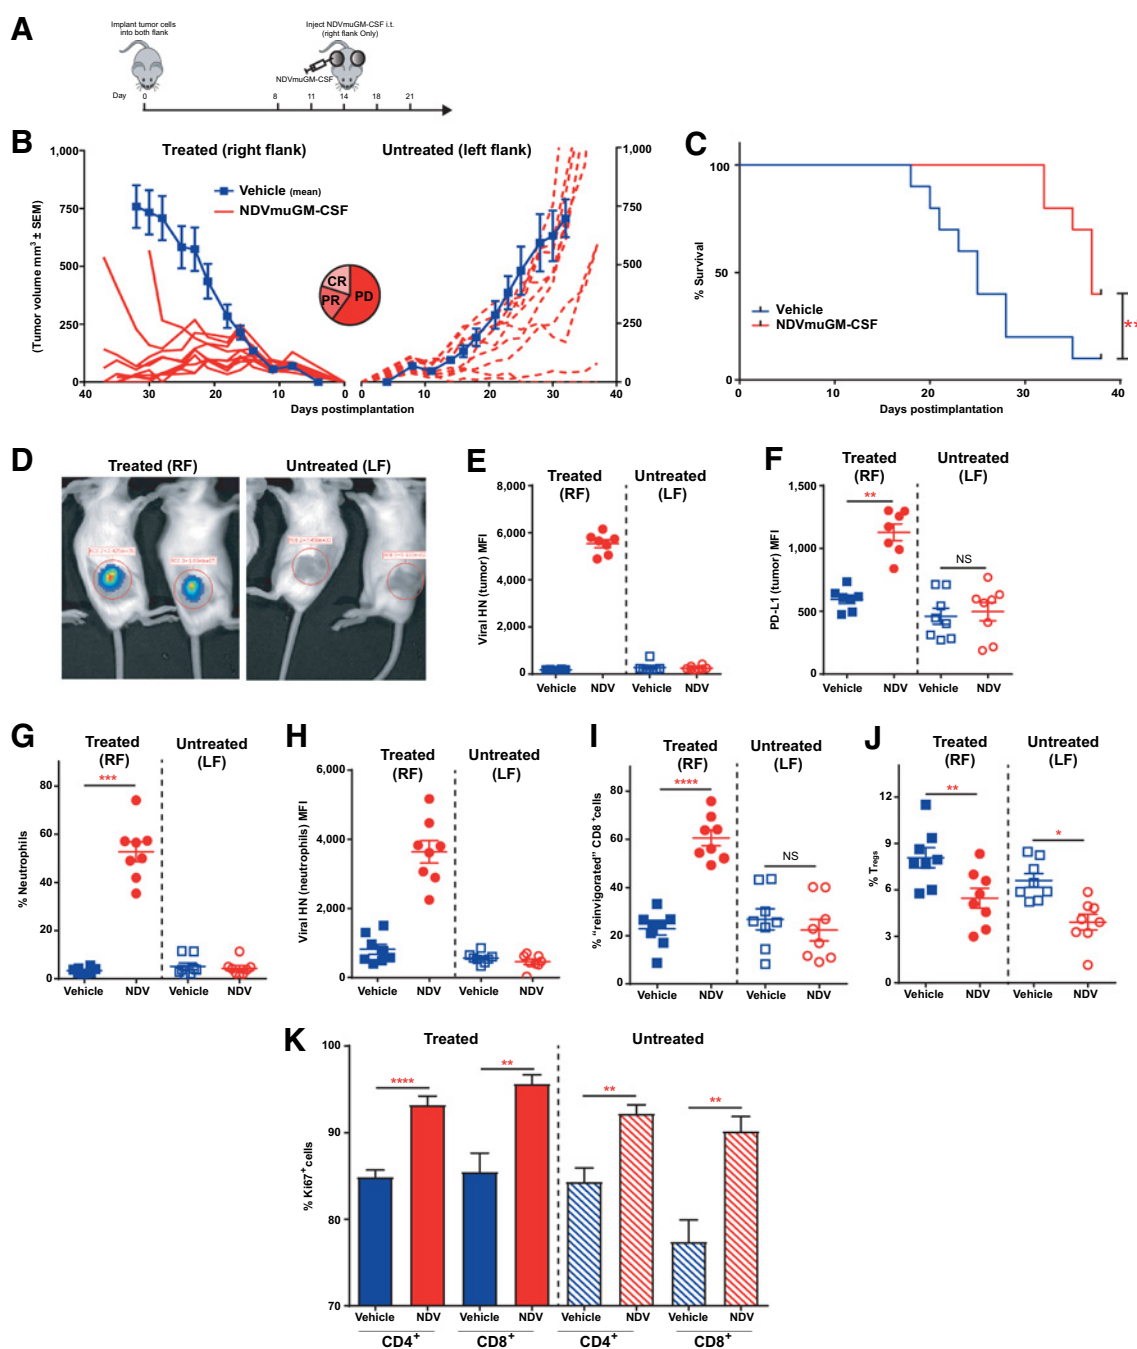 A
Implant tumor cells
into both flank
Inject NDVmuGM-CSF i.t.
(right flank Only)
NDVmuGM-CSF
Day 0 8 11 14 18 21
B
Treated (right flank)
Untreated (left flank)
Vehicle (mean)
NDVmuGM-CSF
(Tumor volume mm³ ± SEM)
1,000
750
500
250
0
1,000
750
500
250
0
CR
PR
PD
40 30 20 10 0
0 10 20 30 40
Days postimplantation
C
% Survival
100
50
0
Vehicle
NDVmuGM-CSF
**
0 10 20 30 40
Days postimplantation
D
Treated (RF)
Untreated (LF)
E
Treated
(RF)
Untreated
(LF)
Viral HN (tumor) MFI
8,000
6,000
4,000
2,000
0
Vehicle NDV Vehicle NDV
F
Treated
(RF)
Untreated
(LF)
PD-L1 (tumor) MFI
1,500
1,000
500
0
**
NS
Vehicle NDV Vehicle NDV
G
Treated
(RF)
Untreated
(LF)
% Neutrophils
80
60
40
20
0
***
Vehicle NDV Vehicle NDV
H
Treated
(RF)
Untreated
(LF)
Viral HN (neutrophils) MFI
6,000
4,000
2,000
0
Vehicle NDV Vehicle NDV
I
Treated
(RF)
Untreated
(LF)
% “reinvigorated” CD8⁺cells
80
60
40
20
0
****
NS
Vehicle NDV Vehicle NDV
J
Treated
(RF)
Untreated
(LF)
% Tregs
12
9
6
3
0
**
*
Vehicle NDV Vehicle NDV
K
Treated
Untreated
% Ki67⁺cells
100
90
80
70
****
**
**
**
Vehicle NDV Vehicle NDV Vehicle NDV Vehicle NDV
CD4⁺ CD8⁺ CD4⁺ CD8⁺